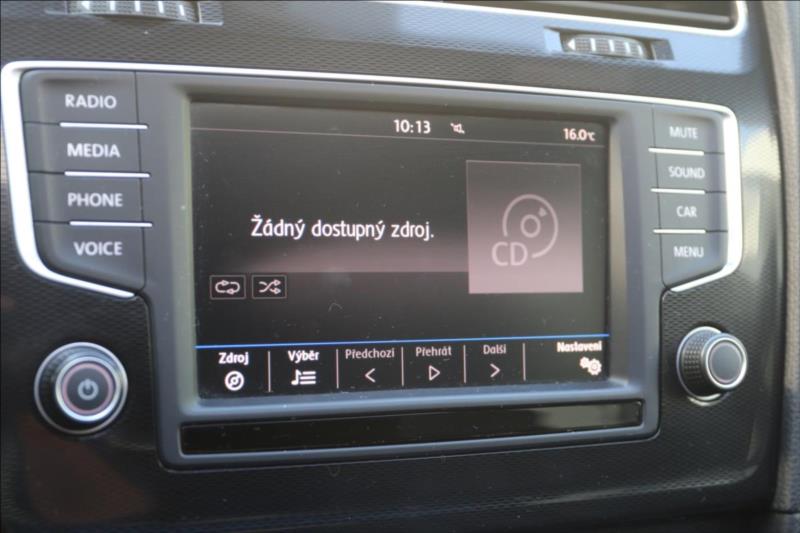 RADIO
MEDIA
PHONE
VOICE
10:13
16.0°C
Žádný dostupný zdroj.
CD
Zdroj
Výběr
Předchozí
Přehrát
Další
Nastavení
MUTE
SOUND
CAR
MENU